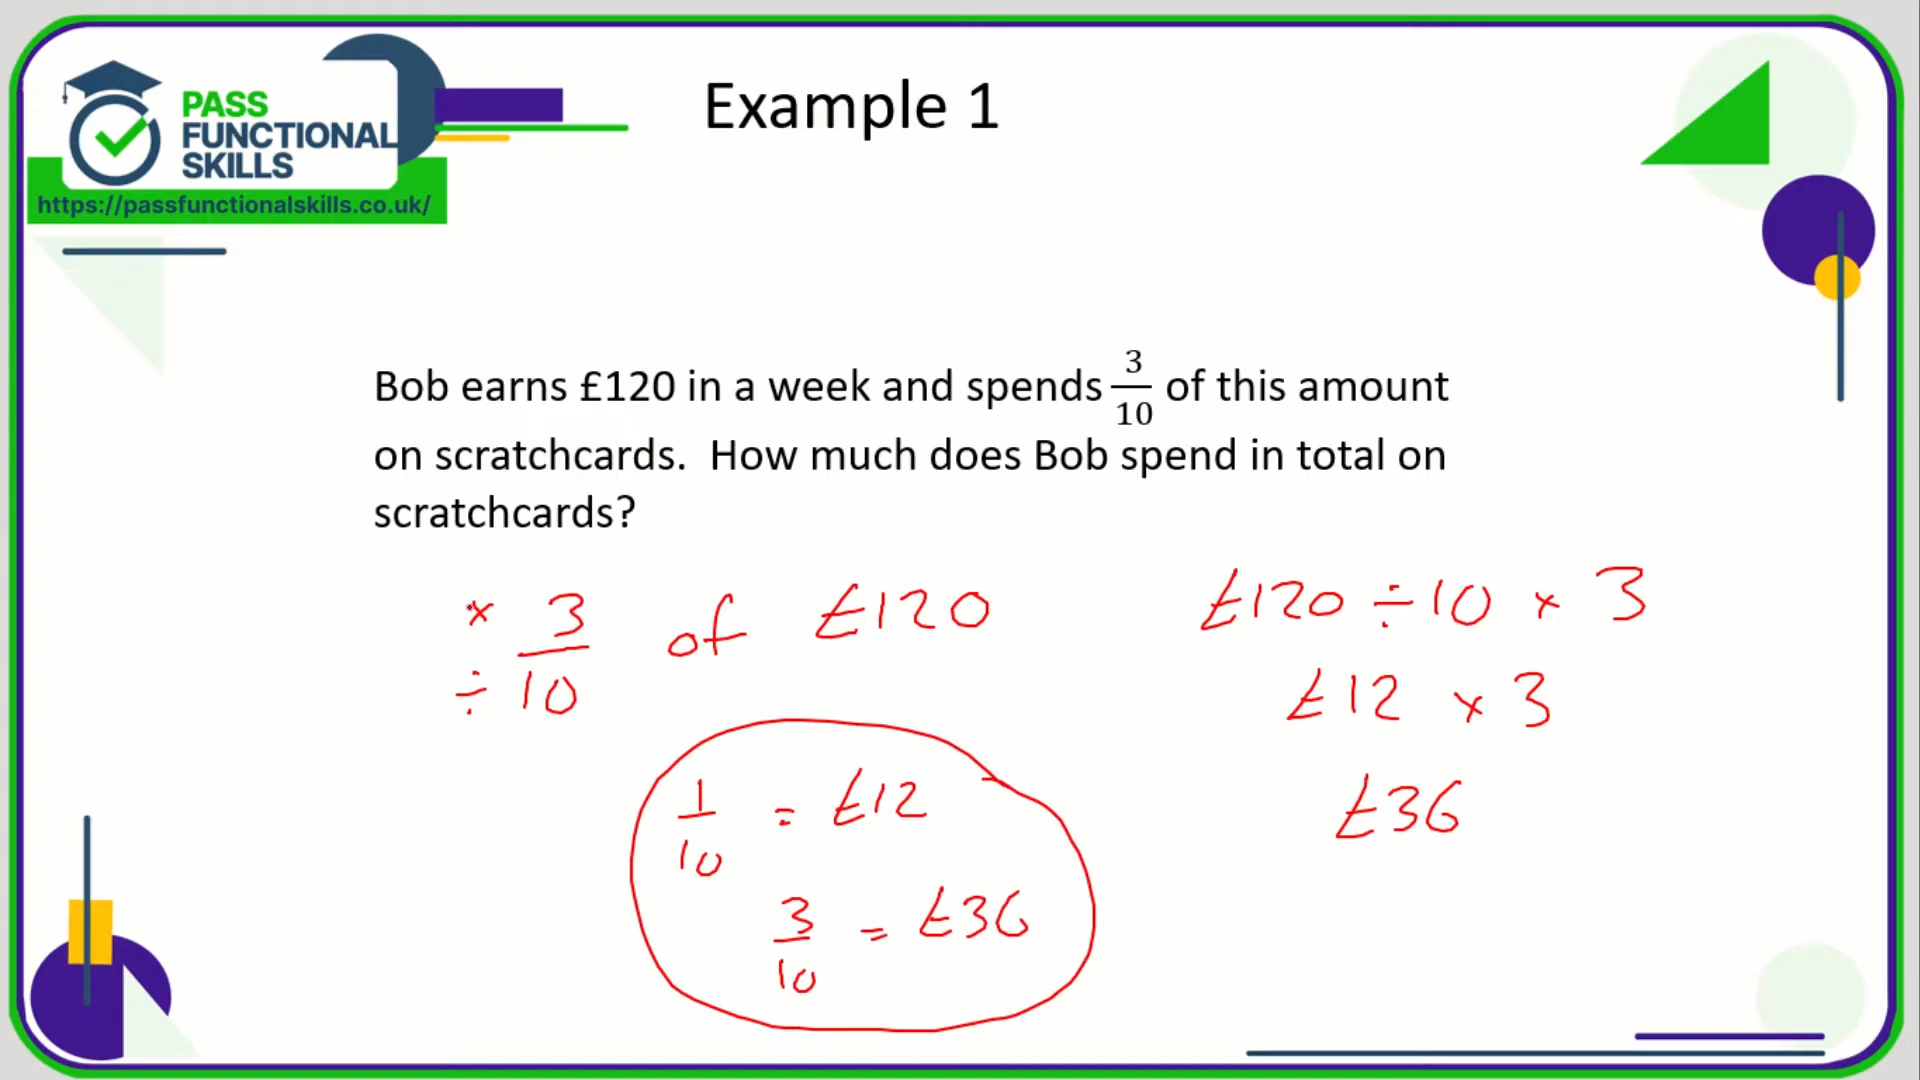 PASS
FUNCTIONAL
SKILLS
https://passfunctionalskills.co.uk/
Example 1
Bob earns £120 in a week and spends 3/10 of this amount
on scratchcards.  How much does Bob spend in total on
scratchcards?
× 3
÷ 10
of £120
£120 ÷ 10 × 3
£12 × 3
£36
1/10 = £12
3/10 = £36